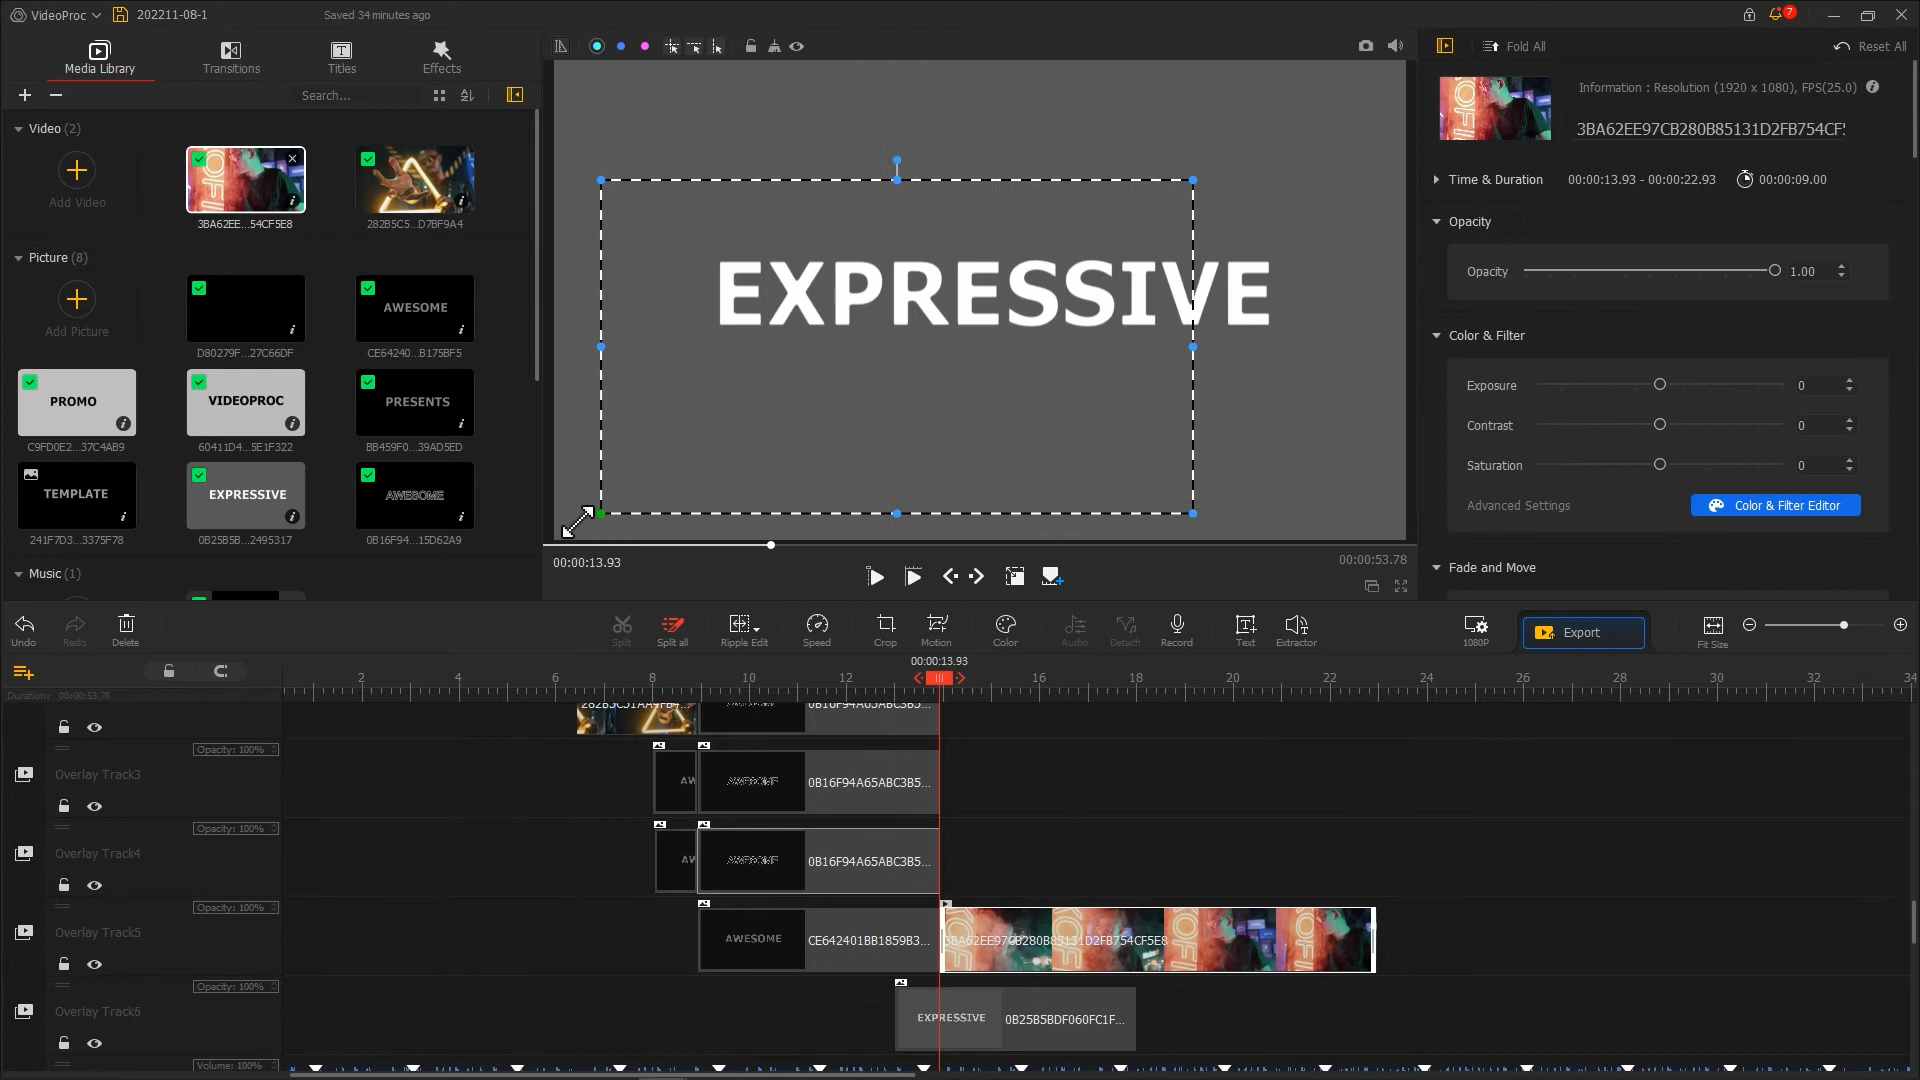 VideoProc
202211-08-1
Saved 34 minutes ago
7
Media Library
Transitions
Titles
Effects
Fold All
Reset All
Search...
Information : Resolution (1920 x 1080), FPS(25.0)
3BA62EE97CB280B85131D2FB754CF5
Video (2)
Add Video
3BA62EE...54CF5E8
282B5C5...D7BF9A4
Time & Duration
00:00:13.93 - 00:00:22.93
00:00:09.00
Opacity
Opacity
1.00
Picture (8)
Add Picture
D80279F...27C66DF
AWESOME
CE64240...B175BF5
EXPRESSIVE
Color & Filter
Exposure
0
Contrast
0
Saturation
0
Advanced Settings
Color & Filter Editor
PROMO
C9FD0E2...37C4AB9
VIDEOPROC
60411D4...5E1F322
PRESENTS
BB459F0...39AD5ED
TEMPLATE
241F7D3...3375F78
EXPRESSIVE
0B25B5B...2495317
AWESOME
0B16F94...15D62A9
Music (1)
00:00:13.93
00:00:53.78
Fade and Move
Undo
Redo
Delete
Split
Split all
Ripple Edit
Speed
Crop
Motion
Color
Audio
Detach
Record
Text
Extractor
1080P
Export
Fit Size
00:00:13.93
Duration: 00:00:53.78
2 4 6 8 10 12 16 18 20 22 24 26 28 30 32 34
Opacity: 100%
Overlay Track3
AW
AWESOME
0B16F94A65ABC3B5...
Opacity: 100%
Overlay Track4
AW
AWESOME
0B16F94A65ABC3B5...
Opacity: 100%
Overlay Track5
AWESOME
CE642401BB1859B3...
3BA62EE97CB280B85131D2FB754CF5E8
Opacity: 100%
Overlay Track6
EXPRESSIVE
0B25B5BDF060FC1F...
Volume: 100%